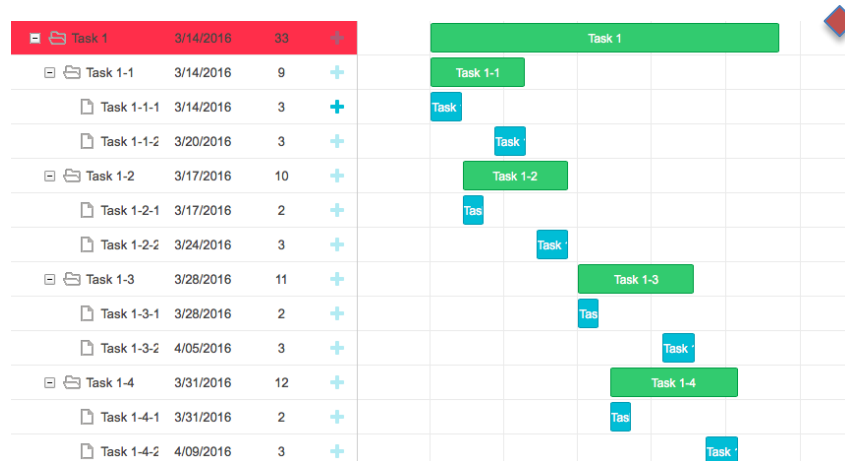 Task 1 3/14/2016 33 Task 1
Task 1-1 3/14/2016 9 Task 1-1
Task 1-1-1 3/14/2016 3 Task
Task 1-1-2 3/20/2016 3 Task
Task 1-2 3/17/2016 10 Task 1-2
Task 1-2-1 3/17/2016 2 Tas
Task 1-2-2 3/24/2016 3 Task
Task 1-3 3/28/2016 11 Task 1-3
Task 1-3-1 3/28/2016 2 Tas
Task 1-3-2 4/05/2016 3 Task
Task 1-4 3/31/2016 12 Task 1-4
Task 1-4-1 3/31/2016 2 Tas
Task 1-4-2 4/09/2016 3 Task